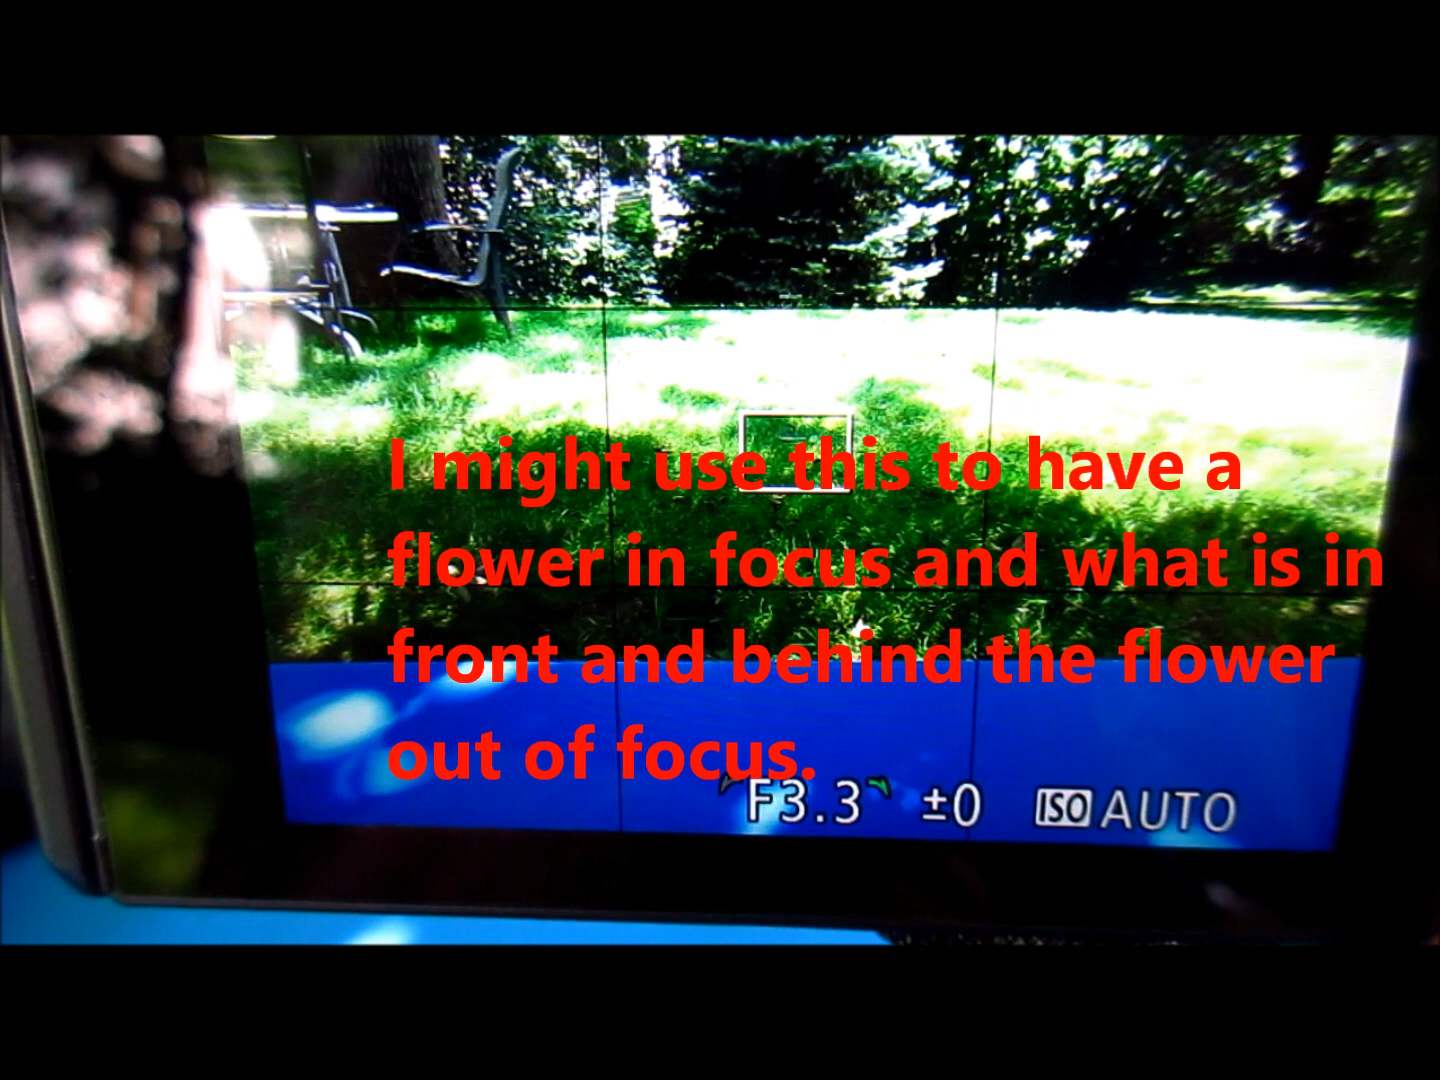 I might use this to have a
flower in focus and what is in
front and behind the flower
out of focus.
F3.3 ±0 ISO AUTO